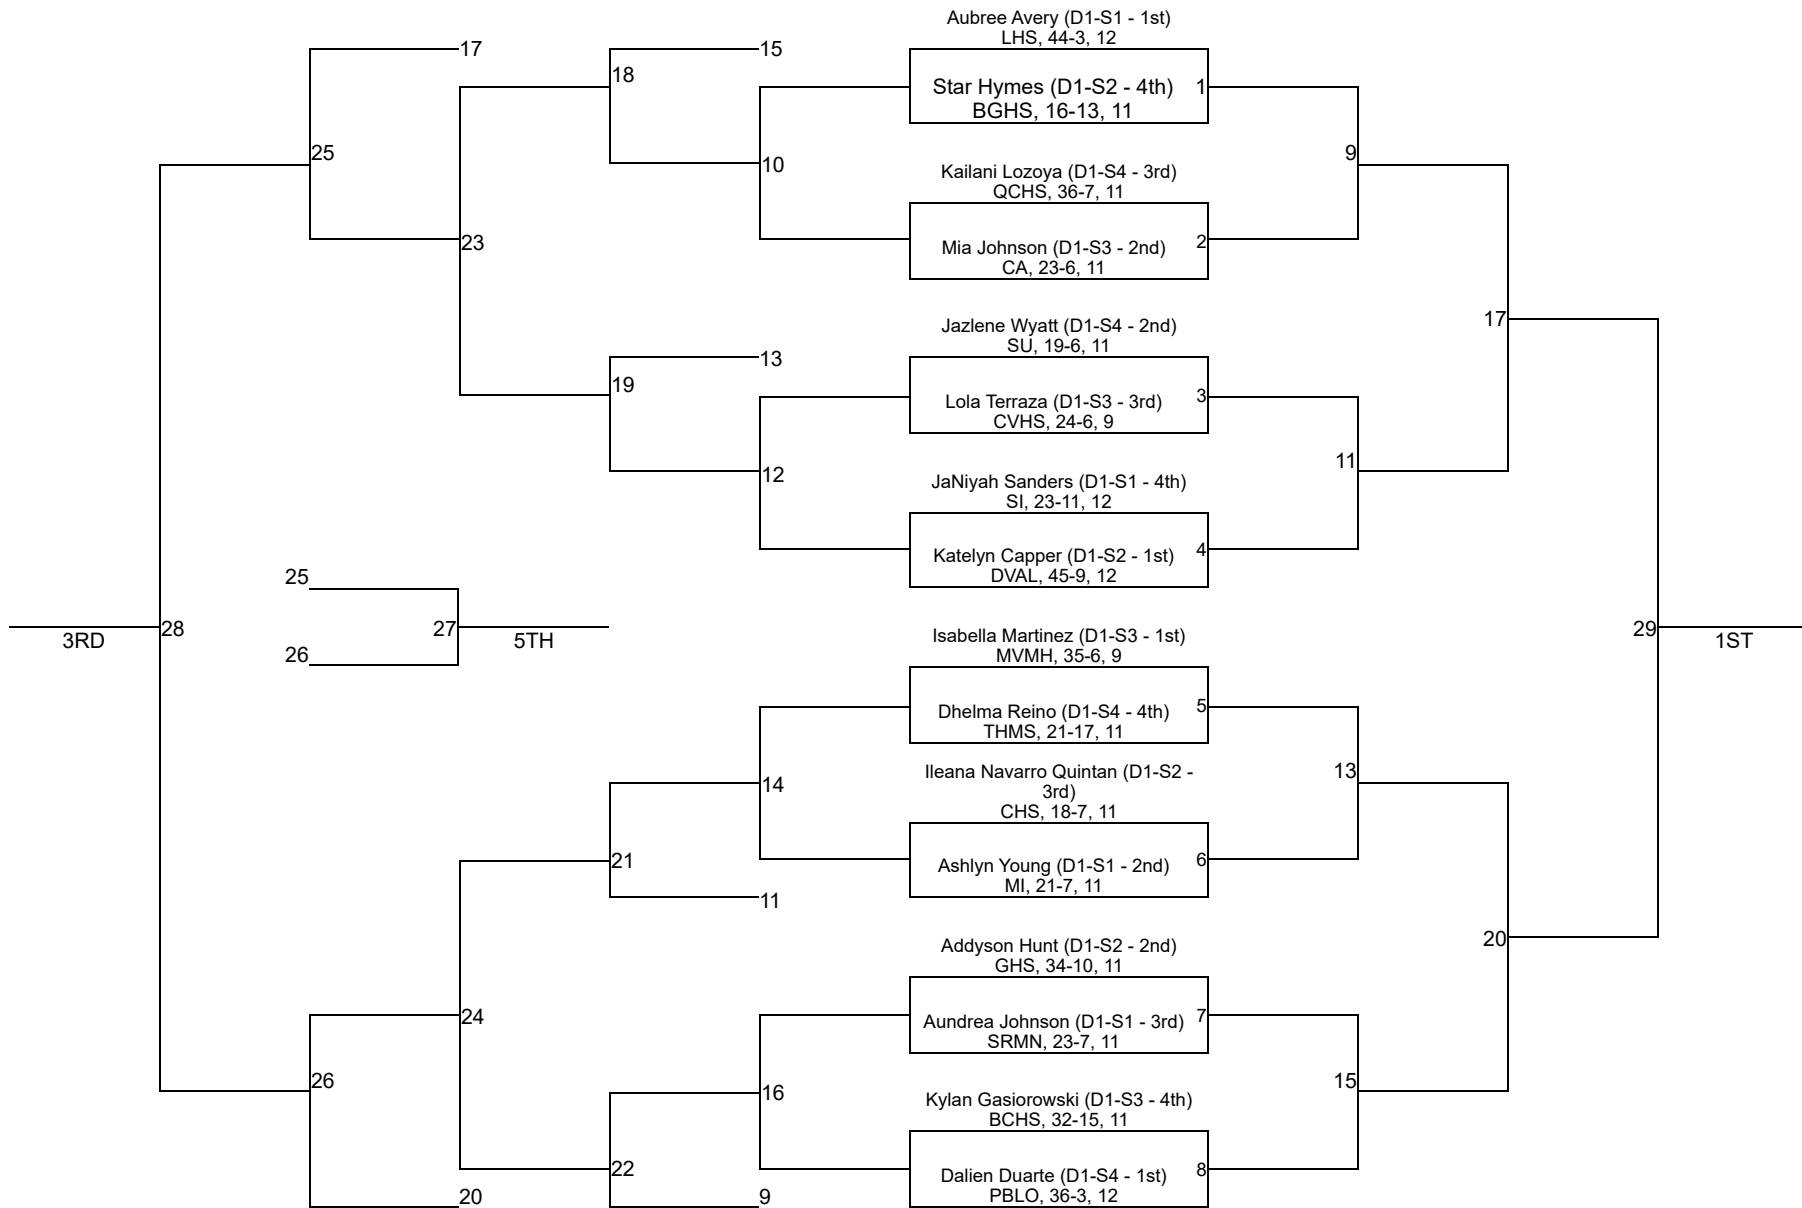 Aubree Avery (D1-S1 - 1st)
LHS, 44-3, 12
17
15
18
Star Hymes (D1-S2 - 4th)
BGHS, 16-13, 11
1
25
10
9
Kailani Lozoya (D1-S4 - 3rd)
QCHS, 36-7, 11
23
Mia Johnson (D1-S3 - 2nd)
CA, 23-6, 11
2
17
Jazlene Wyatt (D1-S4 - 2nd)
SU, 19-6, 11
13
19
Lola Terraza (D1-S3 - 3rd)
CVHS, 24-6, 9
3
12
11
JaNiyah Sanders (D1-S1 - 4th)
SI, 23-11, 12
Katelyn Capper (D1-S2 - 1st)
DVAL, 45-9, 12
4
25
3RD
28
27
5TH
26
29
1ST
Isabella Martinez (D1-S3 - 1st)
MVMH, 35-6, 9
Dhelma Reino (D1-S4 - 4th)
THMS, 21-17, 11
5
14
13
Ileana Navarro Quintan (D1-S2 -
3rd)
CHS, 18-7, 11
21
Ashlyn Young (D1-S1 - 2nd)
MI, 21-7, 11
6
11
20
Addyson Hunt (D1-S2 - 2nd)
GHS, 34-10, 11
24
Aundrea Johnson (D1-S1 - 3rd)
SRMN, 23-7, 11
7
26
16
15
Kylan Gasiorowski (D1-S3 - 4th)
BCHS, 32-15, 11
22
Dalien Duarte (D1-S4 - 1st)
PBLO, 36-3, 12
8
20
9